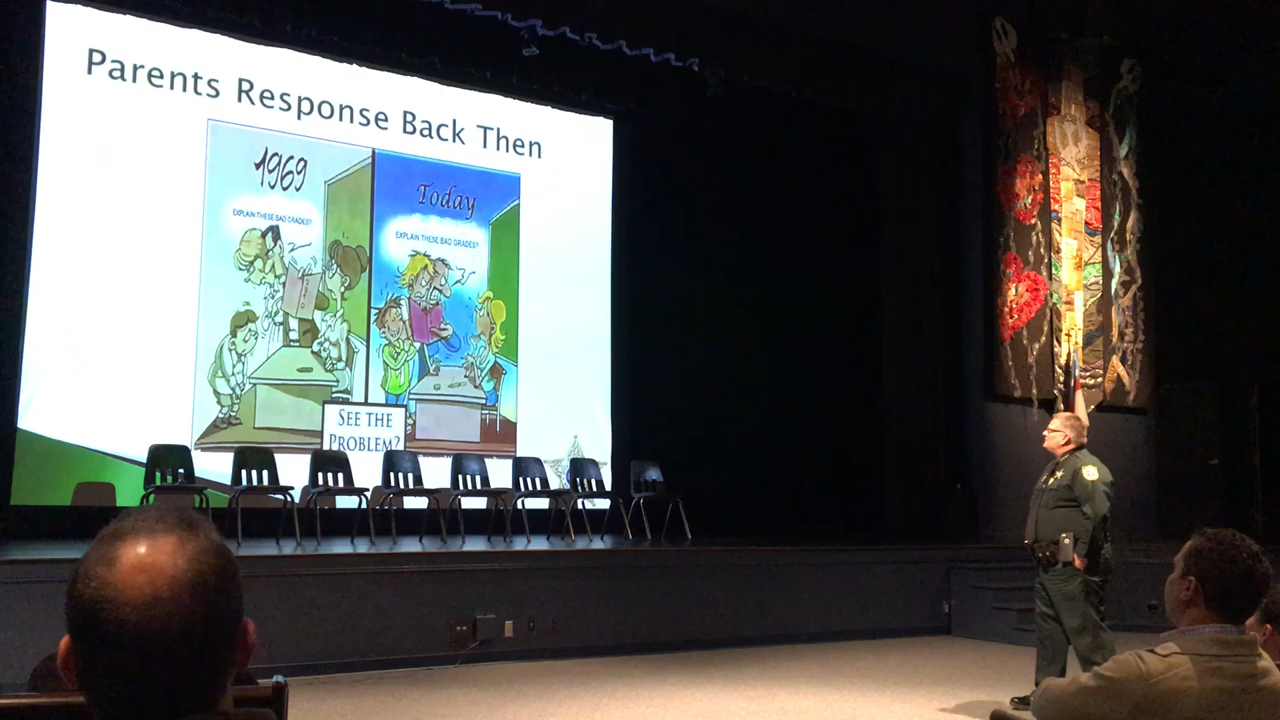 Parents Response Back Then
1969
EXPLAIN THESE BAD GRADES?
Today
EXPLAIN THESE BAD GRADES?
SEE THE
PROBLEM?